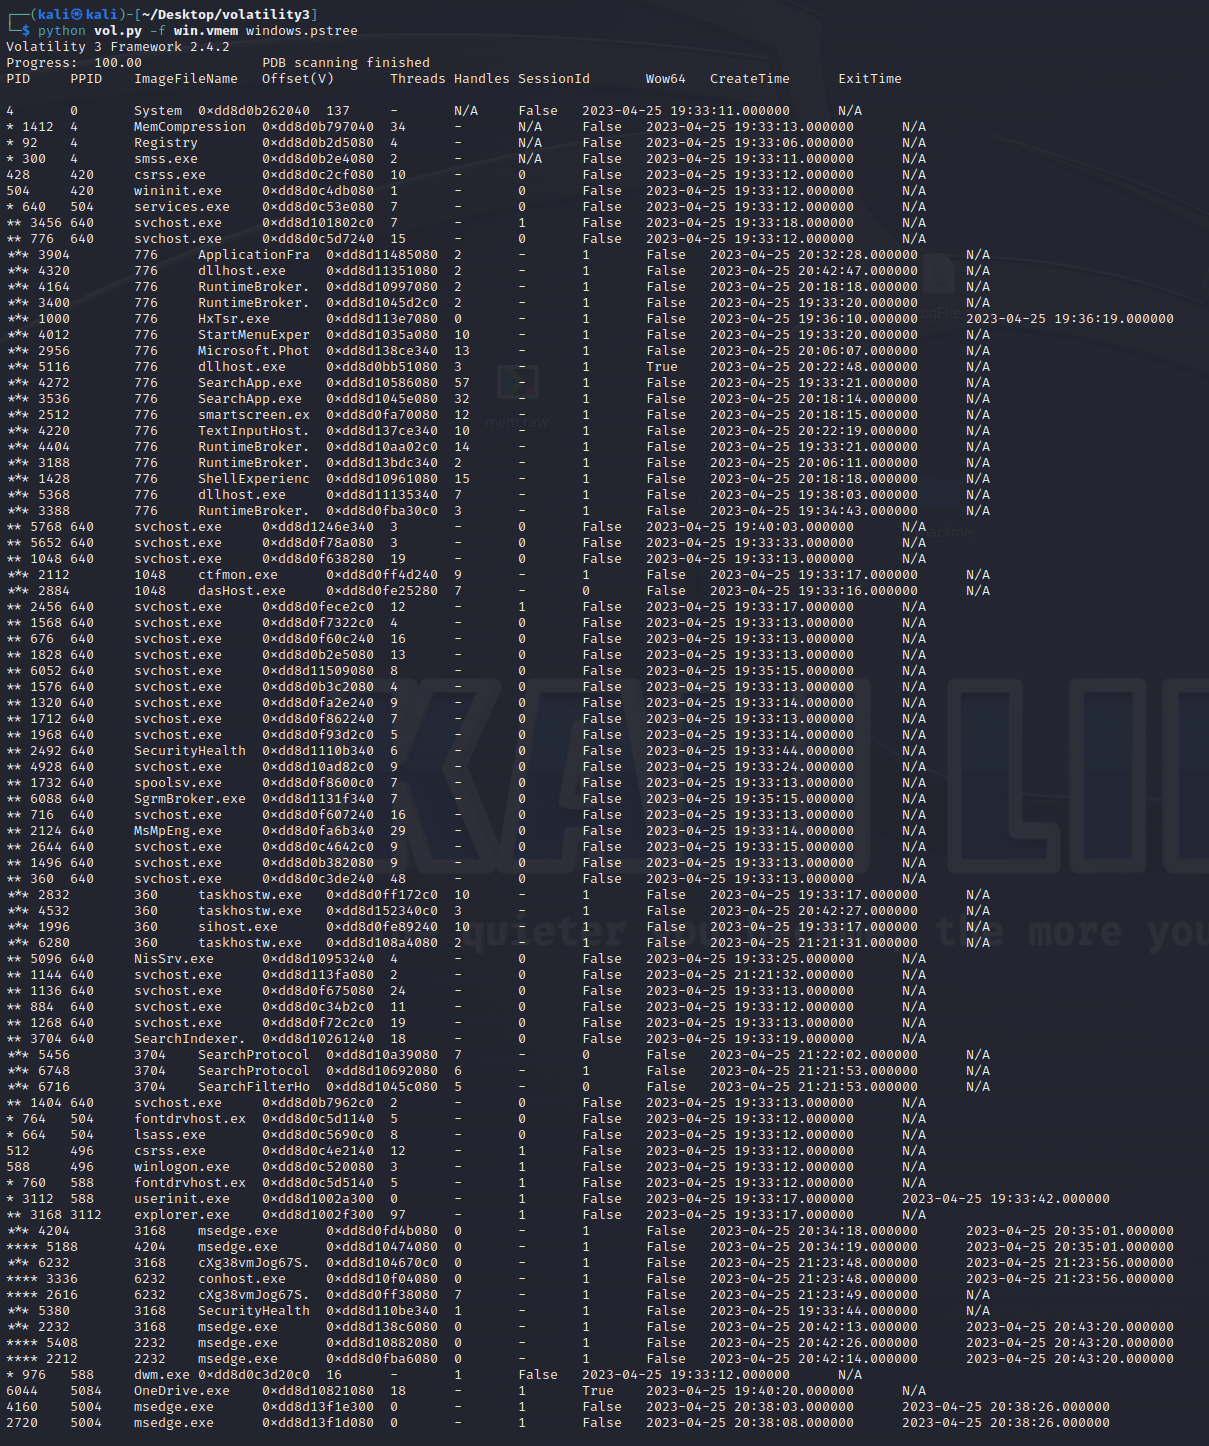 ┌──(kali㉿kali)-[~/Desktop/volatility3]
└─$ python vol.py -f win.vmem windows.pstree
Volatility 3 Framework 2.4.2
Progress:  100.00               PDB scanning finished
PID     PPID    ImageFileName   Offset(V)       Threads Handles SessionId       Wow64   CreateTime      ExitTime
4       0       System  0xdd8d0b262040  137     -       N/A     False   2023-04-25 19:33:11.000000      N/A
* 1412  4       MemCompression  0xdd8d0b797040  34      -       N/A     False   2023-04-25 19:33:13.000000      N/A
* 92    4       Registry        0xdd8d0b2d5080  4       -       N/A     False   2023-04-25 19:33:06.000000      N/A
* 300   4       smss.exe        0xdd8d0b2e4080  2       -       N/A     False   2023-04-25 19:33:11.000000      N/A
428     420     csrss.exe       0xdd8d0c2cf080  10      -       0       False   2023-04-25 19:33:12.000000      N/A
504     420     wininit.exe     0xdd8d0c4db080  1       -       0       False   2023-04-25 19:33:12.000000      N/A
* 640   504     services.exe    0xdd8d0c53e080  7       -       0       False   2023-04-25 19:33:12.000000      N/A
** 3456 640     svchost.exe     0xdd8d101802c0  7       -       1       False   2023-04-25 19:33:18.000000      N/A
** 776  640     svchost.exe     0xdd8d0c5d7240  15      -       0       False   2023-04-25 19:33:12.000000      N/A
*** 3904        776     ApplicationFra  0xdd8d11485080  2       -       1       False   2023-04-25 20:32:28.000000      N/A
*** 4320        776     dllhost.exe     0xdd8d11351080  2       -       1       False   2023-04-25 20:42:47.000000      N/A
*** 4164        776     RuntimeBroker.  0xdd8d10997080  2       -       1       False   2023-04-25 20:18:18.000000      N/A
*** 3400        776     RuntimeBroker.  0xdd8d1045d2c0  2       -       1       False   2023-04-25 19:33:20.000000      N/A
*** 1000        776     HxTsr.exe       0xdd8d113e7080  0       -       1       False   2023-04-25 19:36:10.000000      2023-04-25 19:36:19.000000
*** 4012        776     StartMenuExper  0xdd8d1035a080  10      -       1       False   2023-04-25 19:33:20.000000      N/A
*** 2956        776     Microsoft.Phot  0xdd8d138ce340  13      -       1       False   2023-04-25 20:06:07.000000      N/A
*** 5116        776     dllhost.exe     0xdd8d0bb51080  3       -       1       True    2023-04-25 20:22:48.000000      N/A
*** 4272        776     SearchApp.exe   0xdd8d10586080  57      -       1       False   2023-04-25 19:33:21.000000      N/A
*** 3536        776     SearchApp.exe   0xdd8d1045e080  32      -       1       False   2023-04-25 20:18:14.000000      N/A
*** 2512        776     smartscreen.ex  0xdd8d0fa70080  12      -       1       False   2023-04-25 20:18:15.000000      N/A
*** 4220        776     TextInputHost.  0xdd8d137ce340  10      -       1       False   2023-04-25 20:22:19.000000      N/A
*** 4404        776     RuntimeBroker.  0xdd8d10aa02c0  14      -       1       False   2023-04-25 19:33:21.000000      N/A
*** 3188        776     RuntimeBroker.  0xdd8d13bdc340  2       -       1       False   2023-04-25 20:06:11.000000      N/A
*** 1428        776     ShellExperienc  0xdd8d10961080  15      -       1       False   2023-04-25 20:18:18.000000      N/A
*** 5368        776     dllhost.exe     0xdd8d11135340  7       -       1       False   2023-04-25 19:38:03.000000      N/A
*** 3388        776     RuntimeBroker.  0xdd8d0fba30c0  3       -       1       False   2023-04-25 19:34:43.000000      N/A
** 5768 640     svchost.exe     0xdd8d1246e340  3       -       0       False   2023-04-25 19:40:03.000000      N/A
** 5652 640     svchost.exe     0xdd8d0f78a080  3       -       0       False   2023-04-25 19:33:33.000000      N/A
** 1048 640     svchost.exe     0xdd8d0f638280  19      -       0       False   2023-04-25 19:33:13.000000      N/A
*** 2112        1048    ctfmon.exe      0xdd8d0ff4d240  9       -       1       False   2023-04-25 19:33:17.000000      N/A
*** 2884        1048    dasHost.exe     0xdd8d0fe25280  7       -       0       False   2023-04-25 19:33:16.000000      N/A
** 2456 640     svchost.exe     0xdd8d0fece2c0  12      -       1       False   2023-04-25 19:33:17.000000      N/A
** 1568 640     svchost.exe     0xdd8d0f7322c0  4       -       0       False   2023-04-25 19:33:13.000000      N/A
** 676  640     svchost.exe     0xdd8d0f60c240  16      -       0       False   2023-04-25 19:33:13.000000      N/A
** 1828 640     svchost.exe     0xdd8d0b2e5080  13      -       0       False   2023-04-25 19:33:13.000000      N/A
** 6052 640     svchost.exe     0xdd8d11509080  8       -       0       False   2023-04-25 19:35:15.000000      N/A
** 1576 640     svchost.exe     0xdd8d0b3c2080  4       -       0       False   2023-04-25 19:33:13.000000      N/A
** 1320 640     svchost.exe     0xdd8d0fa2e240  9       -       0       False   2023-04-25 19:33:14.000000      N/A
** 1712 640     svchost.exe     0xdd8d0f862240  7       -       0       False   2023-04-25 19:33:13.000000      N/A
** 1968 640     svchost.exe     0xdd8d0f93d2c0  5       -       0       False   2023-04-25 19:33:14.000000      N/A
** 2492 640     SecurityHealth  0xdd8d1110b340  6       -       0       False   2023-04-25 19:33:44.000000      N/A
** 4928 640     svchost.exe     0xdd8d10ad82c0  9       -       0       False   2023-04-25 19:33:24.000000      N/A
** 1732 640     spoolsv.exe     0xdd8d0f8600c0  7       -       0       False   2023-04-25 19:33:13.000000      N/A
** 6088 640     SgrmBroker.exe  0xdd8d1131f340  7       -       0       False   2023-04-25 19:35:15.000000      N/A
** 716  640     svchost.exe     0xdd8d0f607240  16      -       0       False   2023-04-25 19:33:13.000000      N/A
** 2124 640     MsMpEng.exe     0xdd8d0fa6b340  29      -       0       False   2023-04-25 19:33:14.000000      N/A
** 2644 640     svchost.exe     0xdd8d0c4642c0  9       -       0       False   2023-04-25 19:33:15.000000      N/A
** 1496 640     svchost.exe     0xdd8d0b382080  9       -       0       False   2023-04-25 19:33:13.000000      N/A
** 360  640     svchost.exe     0xdd8d0c3de240  48      -       0       False   2023-04-25 19:33:13.000000      N/A
*** 2832        360     taskhostw.exe   0xdd8d0ff172c0  10      -       1       False   2023-04-25 19:33:17.000000      N/A
*** 4532        360     taskhostw.exe   0xdd8d152340c0  3       -       1       False   2023-04-25 20:42:27.000000      N/A
*** 1996        360     sihost.exe      0xdd8d0fe89240  10      -       1       False   2023-04-25 19:33:17.000000      N/A
*** 6280        360     taskhostw.exe   0xdd8d108a4080  2       -       1       False   2023-04-25 21:21:31.000000      N/A
** 5096 640     NisSrv.exe      0xdd8d10953240  4       -       0       False   2023-04-25 19:33:25.000000      N/A
** 1144 640     svchost.exe     0xdd8d113fa080  2       -       0       False   2023-04-25 21:21:32.000000      N/A
** 1136 640     svchost.exe     0xdd8d0f675080  24      -       0       False   2023-04-25 19:33:13.000000      N/A
** 884  640     svchost.exe     0xdd8d0c34b2c0  11      -       0       False   2023-04-25 19:33:12.000000      N/A
** 1268 640     svchost.exe     0xdd8d0f72c2c0  19      -       0       False   2023-04-25 19:33:13.000000      N/A
** 3704 640     SearchIndexer.  0xdd8d10261240  18      -       0       False   2023-04-25 19:33:19.000000      N/A
*** 5456        3704    SearchProtocol  0xdd8d10a39080  7       -       0       False   2023-04-25 21:22:02.000000      N/A
*** 6748        3704    SearchProtocol  0xdd8d10692080  6       -       1       False   2023-04-25 21:21:53.000000      N/A
*** 6716        3704    SearchFilterHo  0xdd8d1045c080  5       -       0       False   2023-04-25 21:21:53.000000      N/A
** 1404 640     svchost.exe     0xdd8d0b7962c0  2       -       0       False   2023-04-25 19:33:13.000000      N/A
* 764   504     fontdrvhost.ex  0xdd8d0c5d1140  5       -       0       False   2023-04-25 19:33:12.000000      N/A
* 664   504     lsass.exe       0xdd8d0c5690c0  8       -       0       False   2023-04-25 19:33:12.000000      N/A
512     496     csrss.exe       0xdd8d0c4e2140  12      -       1       False   2023-04-25 19:33:12.000000      N/A
588     496     winlogon.exe    0xdd8d0c520080  3       -       1       False   2023-04-25 19:33:12.000000      N/A
* 760   588     fontdrvhost.ex  0xdd8d0c5d5140  5       -       1       False   2023-04-25 19:33:12.000000      N/A
* 3112  588     userinit.exe    0xdd8d1002a300  0       -       1       False   2023-04-25 19:33:17.000000      2023-04-25 19:33:42.000000
** 3168 3112    explorer.exe    0xdd8d1002f300  97      -       1       False   2023-04-25 19:33:17.000000      N/A
*** 4204        3168    msedge.exe      0xdd8d0fd4b080  0       -       1       False   2023-04-25 20:34:18.000000      2023-04-25 20:35:01.000000
**** 5188       4204    msedge.exe      0xdd8d10474080  0       -       1       False   2023-04-25 20:34:19.000000      2023-04-25 20:35:01.000000
*** 6232        3168    cXg38vmJog67S.  0xdd8d104670c0  0       -       1       False   2023-04-25 21:23:48.000000      2023-04-25 21:23:56.000000
**** 3336       6232    conhost.exe     0xdd8d10f04080  0       -       1       False   2023-04-25 21:23:48.000000      2023-04-25 21:23:56.000000
**** 2616       6232    cXg38vmJog67S.  0xdd8d0ff38080  7       -       1       False   2023-04-25 21:23:49.000000      N/A
*** 5380        3168    SecurityHealth  0xdd8d110be340  1       -       1       False   2023-04-25 19:33:44.000000      N/A
*** 2232        3168    msedge.exe      0xdd8d138c6080  0       -       1       False   2023-04-25 20:42:13.000000      2023-04-25 20:43:20.000000
**** 5408       2232    msedge.exe      0xdd8d10882080  0       -       1       False   2023-04-25 20:42:26.000000      2023-04-25 20:43:20.000000
**** 2212       2232    msedge.exe      0xdd8d0fba6080  0       -       1       False   2023-04-25 20:42:14.000000      2023-04-25 20:43:20.000000
* 976   588     dwm.exe 0xdd8d0c3d20c0  16      -       1       False   2023-04-25 19:33:12.000000      N/A
6044    5084    OneDrive.exe    0xdd8d10821080  18      -       1       True    2023-04-25 19:40:20.000000      N/A
4160    5004    msedge.exe      0xdd8d13f1e300  0       -       1       False   2023-04-25 20:38:03.000000      2023-04-25 20:38:26.000000
2720    5004    msedge.exe      0xdd8d13f1d080  0       -       1       False   2023-04-25 20:38:08.000000      2023-04-25 20:38:26.000000